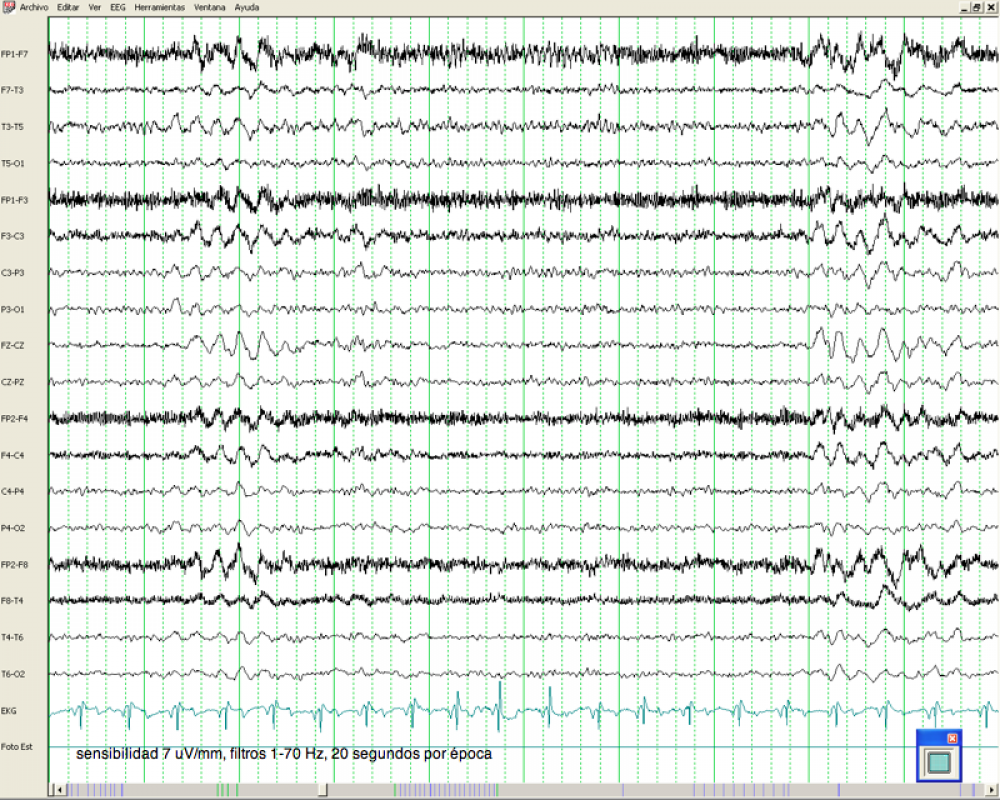 Archivo Editar Ver EEG Herramientas Ventana Ayuda
FP1-F7
F7-T3
T3-T5
T5-O1
FP1-F3
F3-C3
C3-P3
P3-O1
FZ-CZ
CZ-PZ
FP2-F4
F4-C4
C4-P4
P4-O2
FP2-F8
F8-T4
T4-T6
T6-O2
EKG
Foto Est
sensibilidad 7 uV/mm, filtros 1-70 Hz, 20 segundos por época